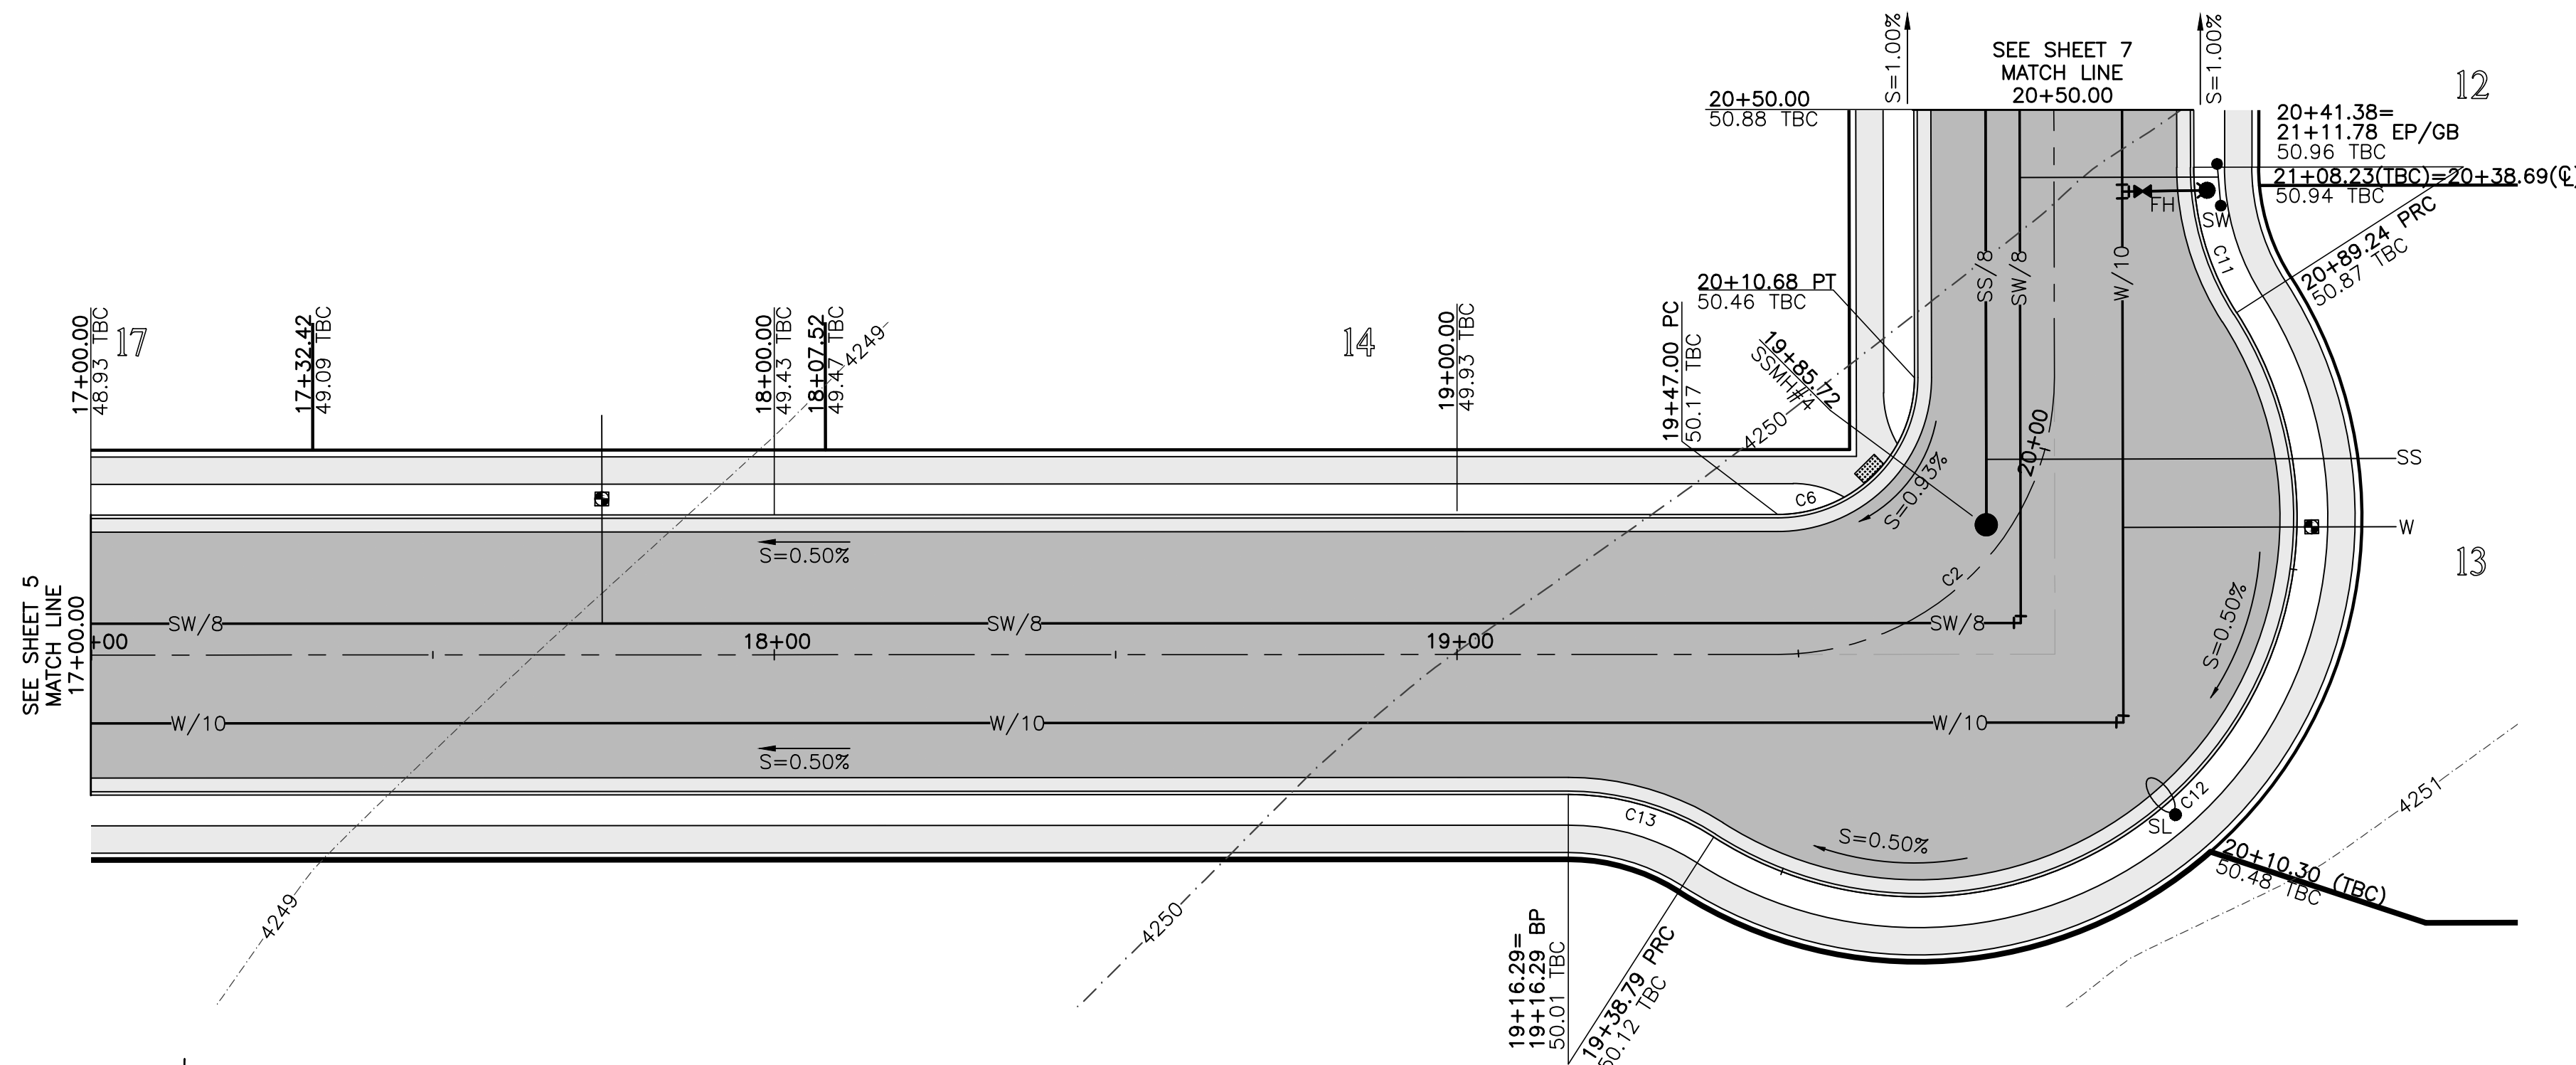 S=1.00%
SEE SHEET 7
MATCH LINE
20+50.00
S=1.00%
12
20+50.00
50.88 TBC
20+41.38=
21+11.78 EP/GB
50.96 TBC
21+08.23(TBC)=20+38.69(℄)
50.94 TBC
FH
SW
20+89.24 PRC
50.87 TBC
C11
SS/8
SW/8
W/10
20+10.68 PT
50.46 TBC
19+47.00 PC
50.17 TBC
19+85.72
SSMH#4
17+00.00
48.93 TBC
17
17+32.42
49.09 TBC
18+00.00
49.43 TBC
18+07.52
49.47 TBC
4249
14
19+00.00
49.93 TBC
4250
20+00
SS
C6
S=0.93%
W
13
S=0.50%
C2
S=0.50%
SEE SHEET 5
MATCH LINE
17+00.00
SW/8
SW/8
SW/8
+00
18+00
19+00
W/10
W/10
W/10
S=0.50%
4251
C12
SL
C13
S=0.50%
20+10.30 (TBC)
50.48 TBC
4249
4250
19+16.29=
19+16.29 BP
50.01 TBC
19+38.79 PRC
50.12 TBC